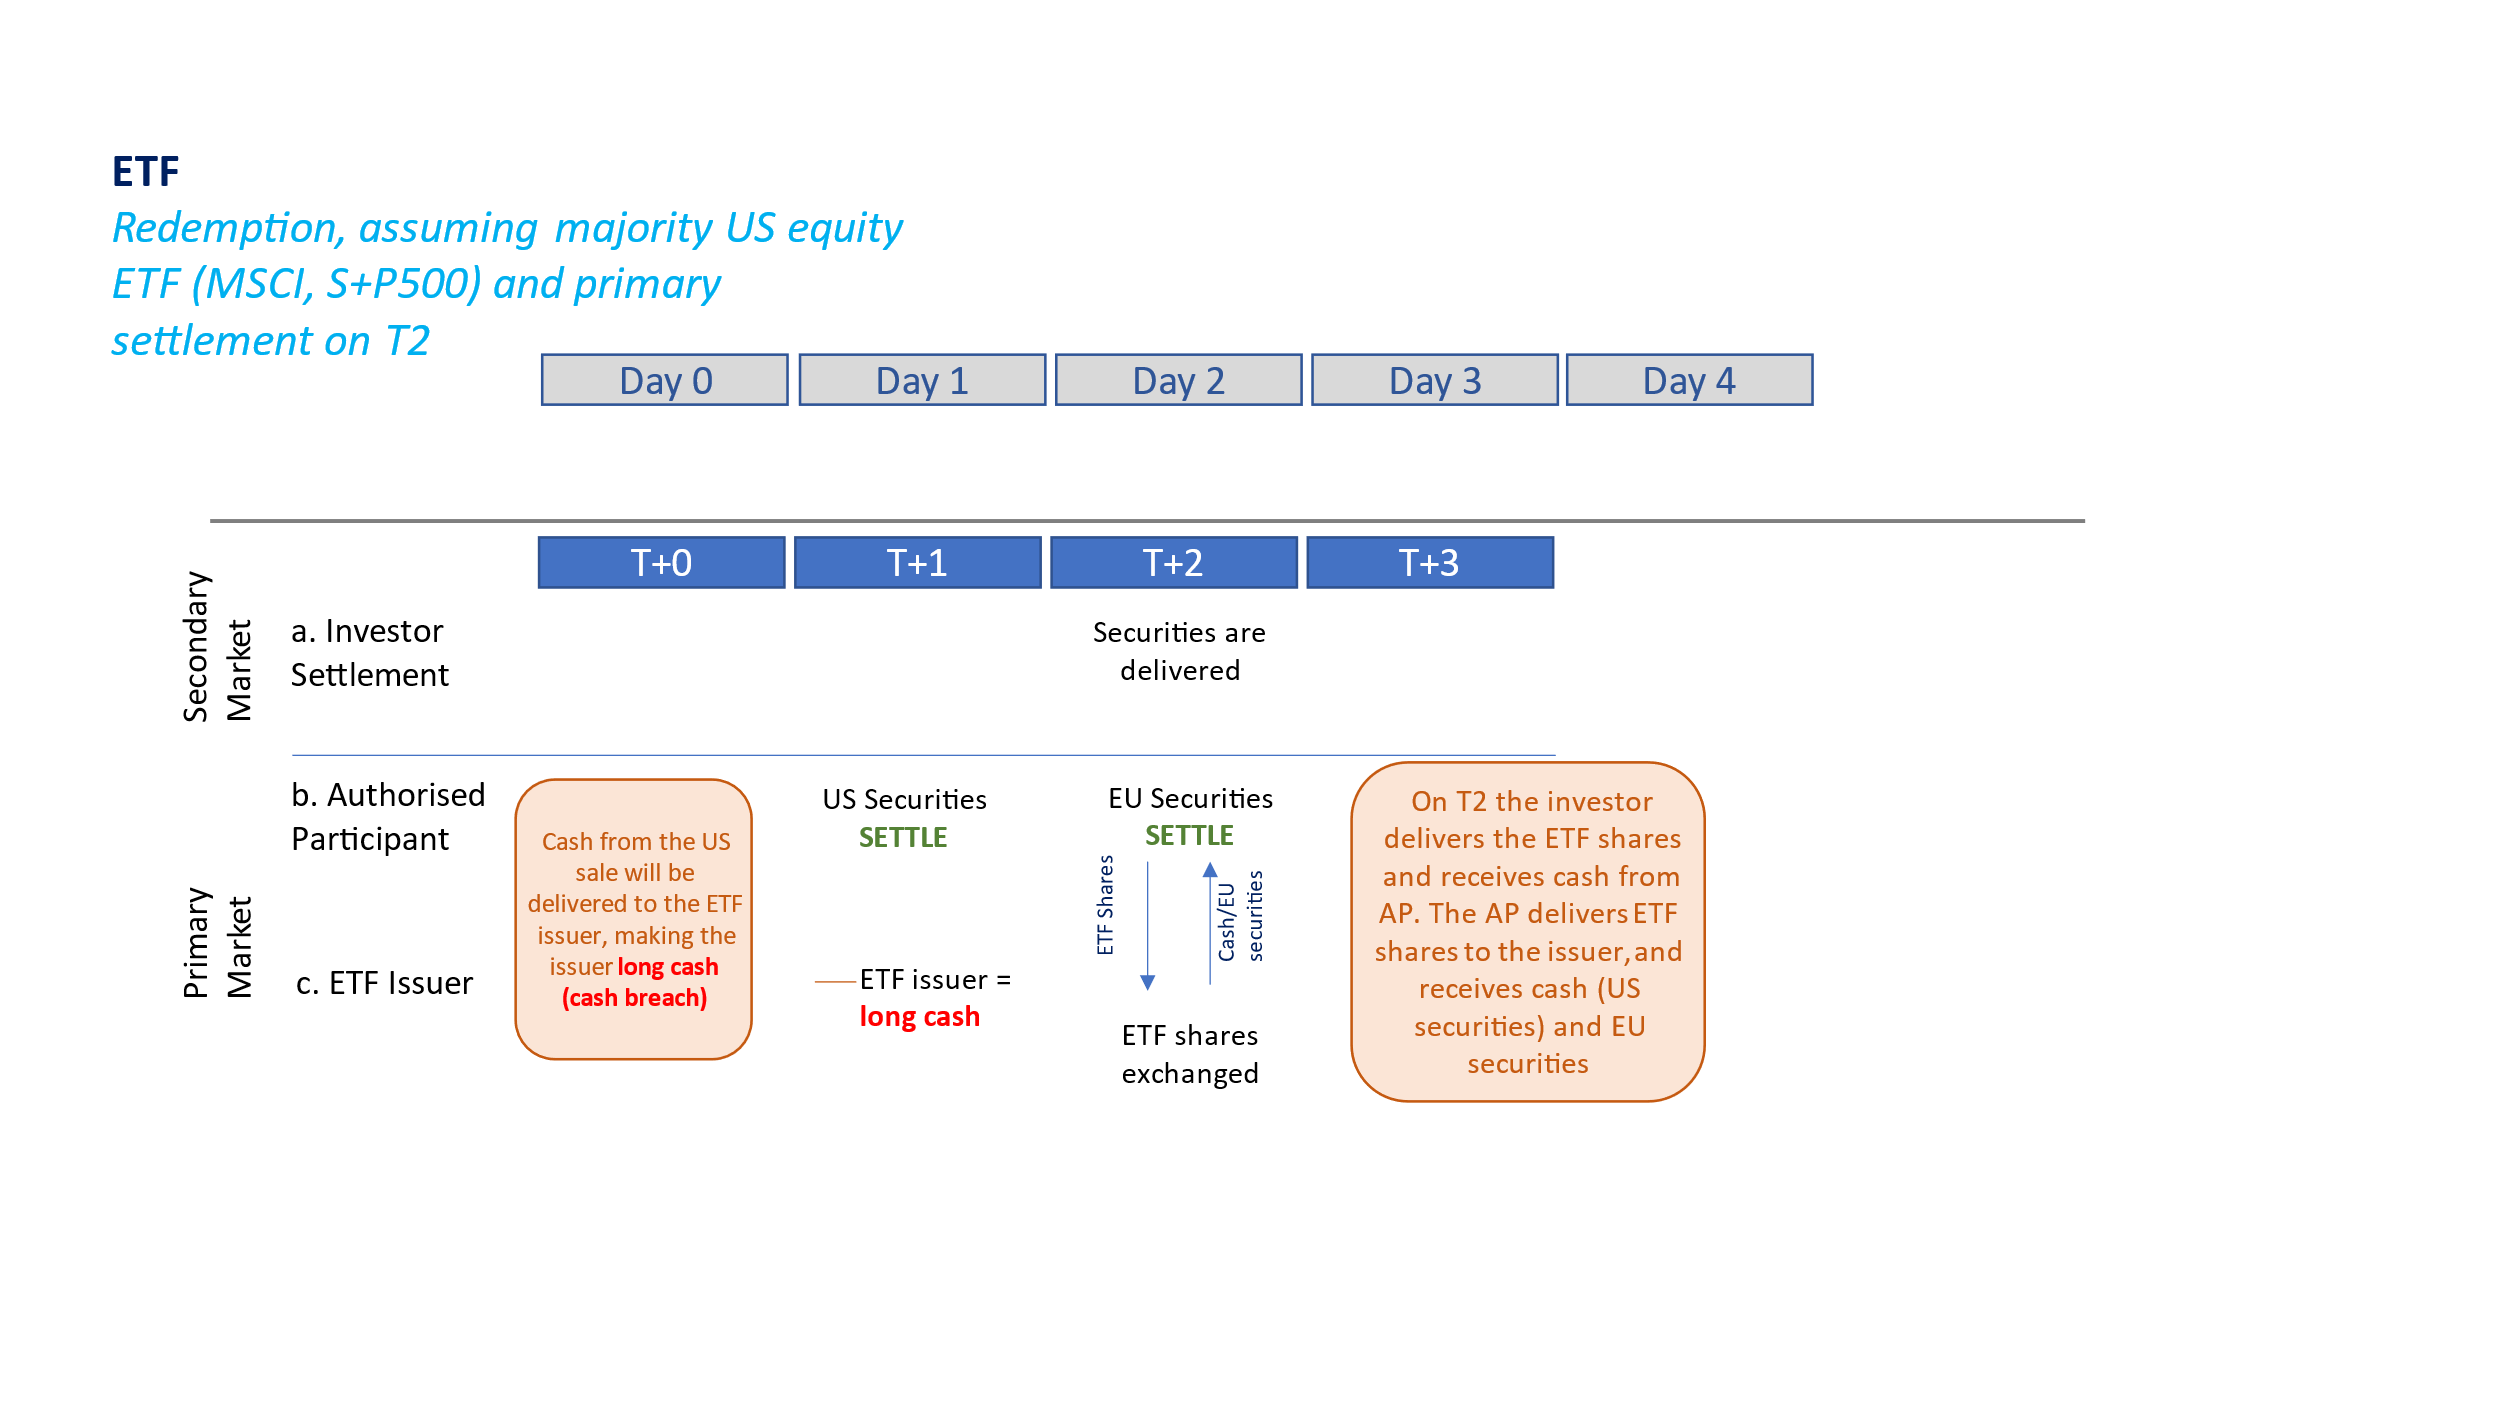 ETF
Redemption, assuming majority US equity
ETF (MSCI, S+P500) and primary
settlement on T2
Day 0
Day 1
Day 2
Day 3
Day 4
T+0
T+1
T+2
T+3
Secondary
Market
a. Investor
Settlement
Securities are
delivered
Primary
Market
b. Authorised
Participant
c. ETF Issuer
Cash from the US
sale will be
delivered to the ETF
issuer, making the
issuer long cash
(cash breach)
US Securities
SETTLE
ETF issuer =
long cash
EU Securities
SETTLE
ETF Shares
Cash/EU
securities
ETF shares
exchanged
On T2 the investor
delivers the ETF shares
and receives cash from
AP. The AP delivers ETF
shares to the issuer, and
receives cash (US
securities) and EU
securities